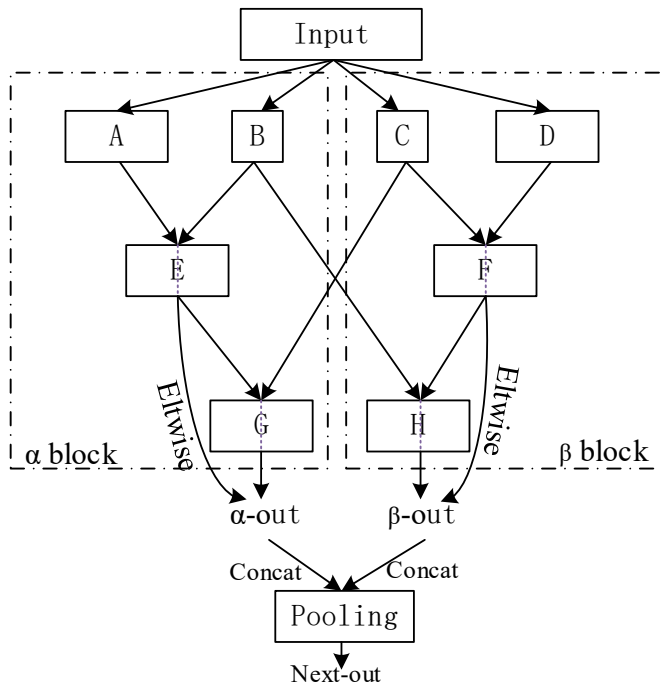 Input
A
B
C
D
E
F
Eltwise
Eltwise
G
H
α block
β block
α-out
β-out
Concat
Concat
Pooling
Next-out